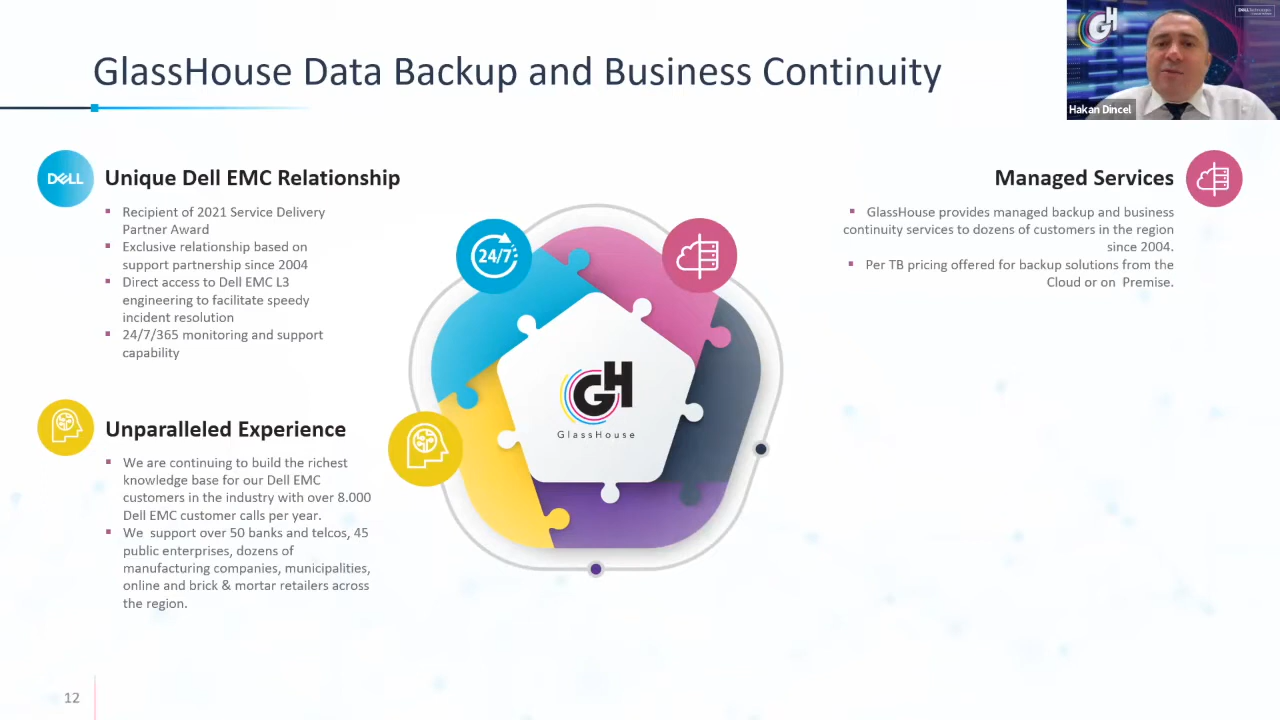 GlassHouse Data Backup and Business Continuity
GH
DELL Technologies
Hakan Dincel
DELL
Unique Dell EMC Relationship
▪ Recipient of 2021 Service Delivery
Partner Award
▪ Exclusive relationship based on
support partnership since 2004
▪ Direct access to Dell EMC L3
engineering to facilitate speedy
incident resolution
▪ 24/7/365 monitoring and support
capability
Unparalleled Experience
▪ We are continuing to build the richest
knowledge base for our Dell EMC
customers in the industry with over 8.000
Dell EMC customer calls per year.
▪ We support over 50 banks and telcos, 45
public enterprises, dozens of
manufacturing companies, municipalities,
online and brick & mortar retailers across
the region.
24/7
GH
GlassHouse
Managed Services
▪ GlassHouse provides managed backup and business
continuity services to dozens of customers in the region
since 2004.
▪ Per TB pricing offered for backup solutions from the
Cloud or on Premise.
12